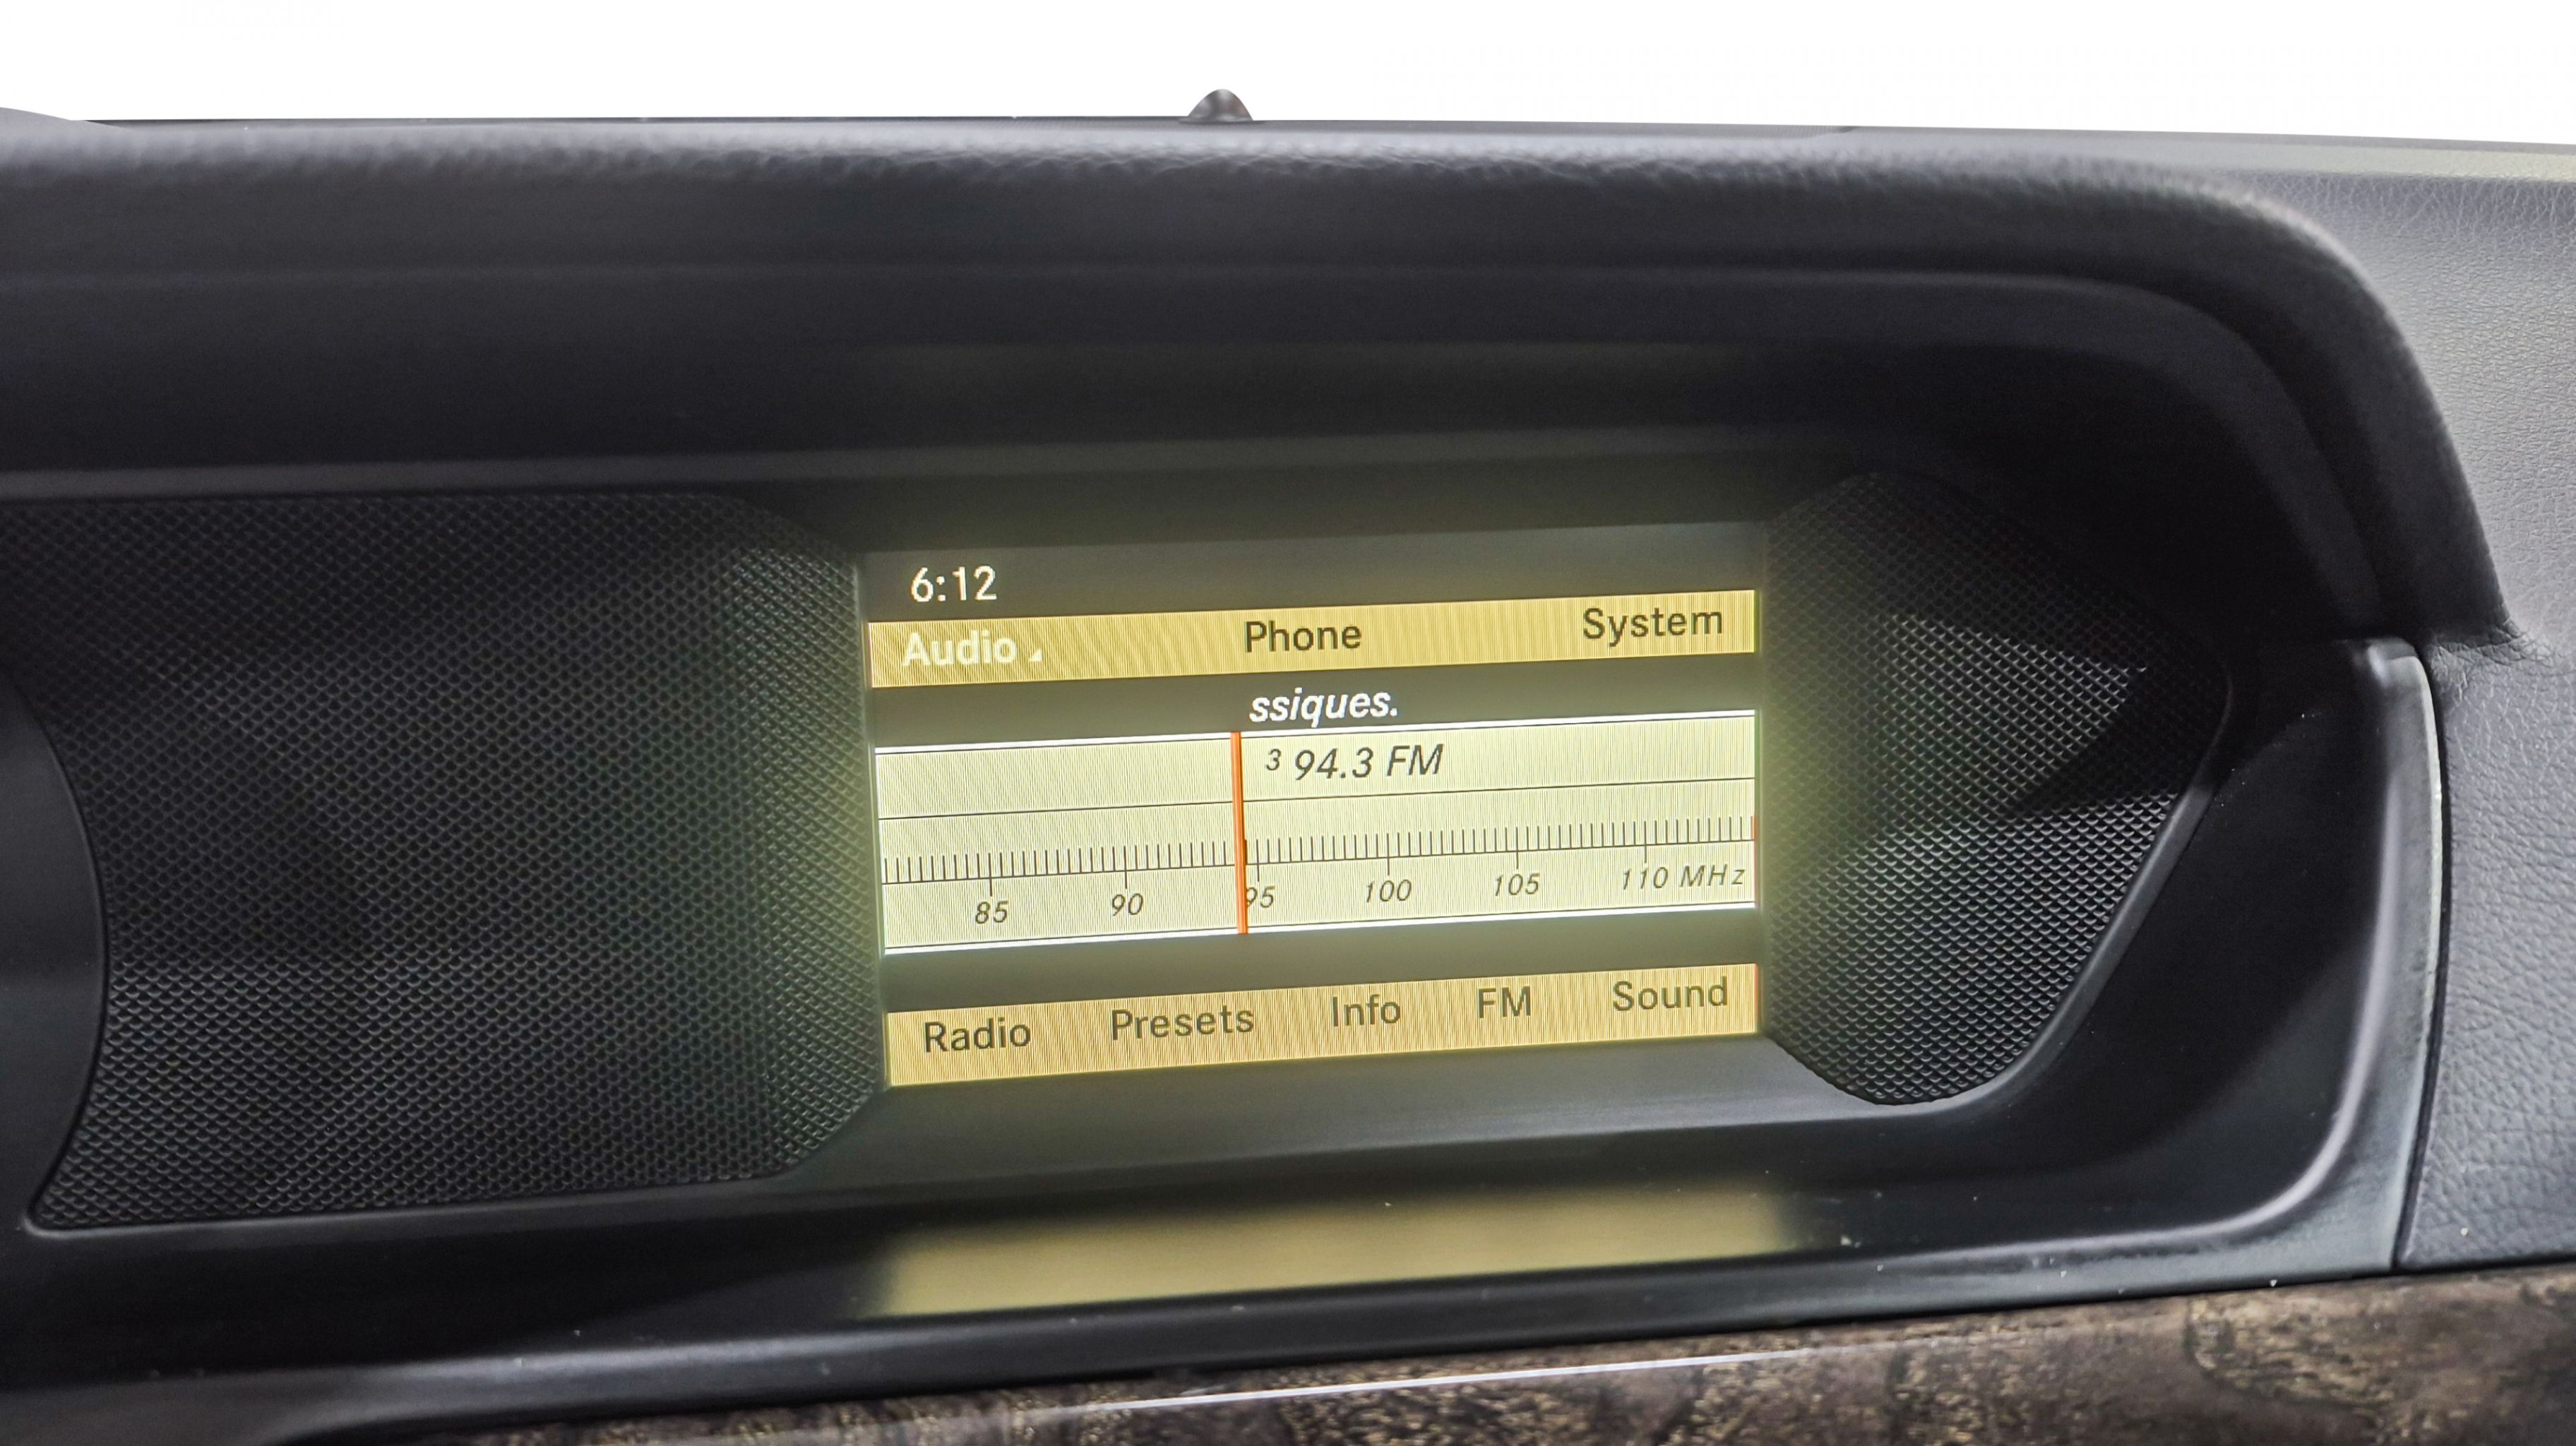 6:12
Audio Phone System
ssiques.
3 94.3 FM
85 90 95 100 105 110 MHz
Radio Presets Info FM Sound